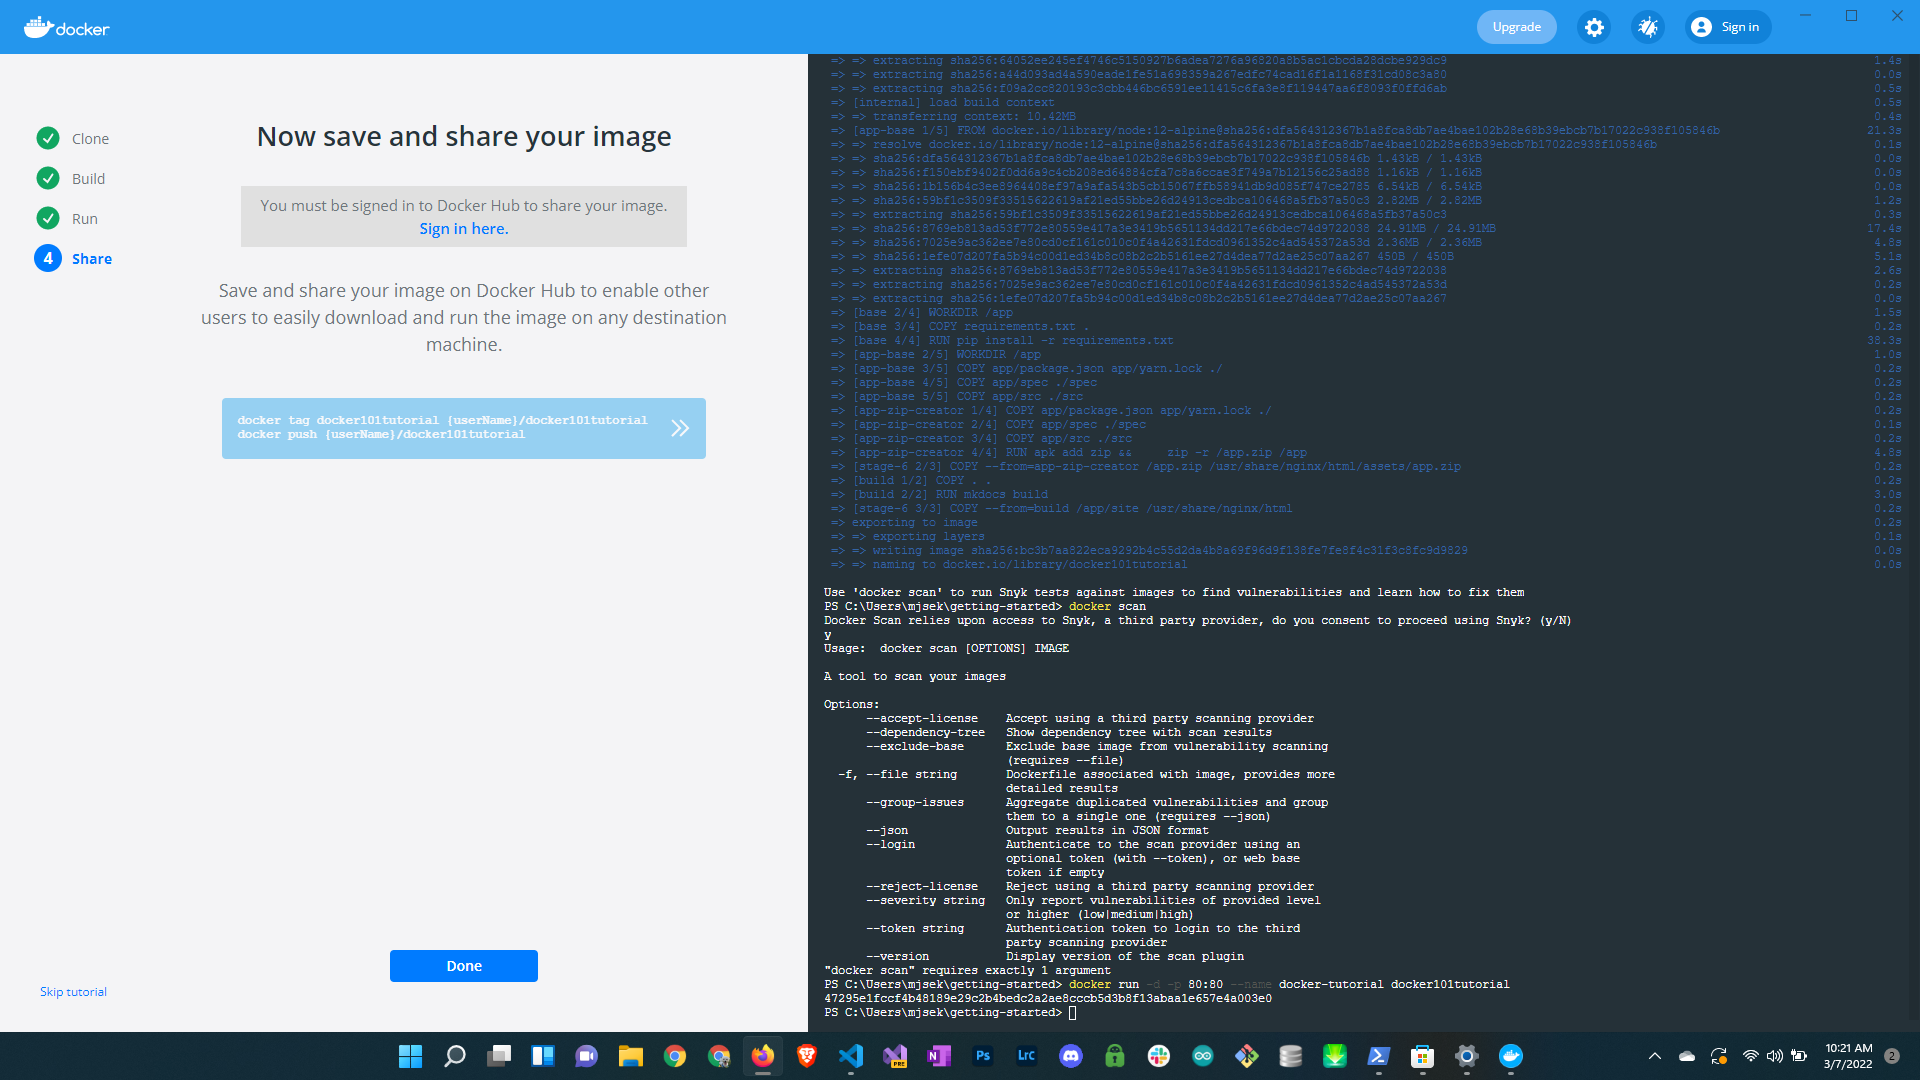 docker
Upgrade
Sign in
Clone
Build
Run
4
Share
Now save and share your image
You must be signed in to Docker Hub to share your image.
Sign in here.
Save and share your image on Docker Hub to enable other
users to easily download and run the image on any destination
machine.
docker tag docker101tutorial {userName}/docker101tutorial
docker push {userName}/docker101tutorial
Done
Skip tutorial
=> => extracting sha256:64052ee245ef4746c5150927b6adea7276a96820a8b5ac1cbcda28dcbe929dc9 1.4s
=> => extracting sha256:a44d093ad4a590eade1fe51a698359a267edfc74cad16f1a1168f31cd08c3a80 0.0s
=> => extracting sha256:f09a2cc820193c3cbb446bc6591ee11415c6fa3e8f119447aa6f8093f0ffd6ab 0.5s
=> [internal] load build context 0.5s
=> => transferring context: 10.42MB 0.4s
=> [app-base 1/5] FROM docker.io/library/node:12-alpine@sha256:dfa564312367b1a8fca8db7ae4bae102b28e68b39ebcb7b17022c938f105846b 21.3s
=> => resolve docker.io/library/node:12-alpine@sha256:dfa564312367b1a8fca8db7ae4bae102b28e68b39ebcb7b17022c938f105846b 0.1s
=> => sha256:dfa564312367b1a8fca8db7ae4bae102b28e68b39ebcb7b17022c938f105846b 1.43kB / 1.43kB 0.0s
=> => sha256:f150ebf9402f0dd6a9c4cb208ed64884cfa7c8a6ccae3f749a7b12156c25ad88 1.16kB / 1.16kB 0.0s
=> => sha256:1b156b4c3ee8964408ef97a9afa543b5cb15067ffb58941db9d085f747ce2785 6.54kB / 6.54kB 0.0s
=> => sha256:59bf1c3509f33515622619af21ed55bbe26d24913cedbca106468a5fb37a50c3 2.82MB / 2.82MB 1.2s
=> => extracting sha256:59bf1c3509f33515622619af21ed55bbe26d24913cedbca106468a5fb37a50c3 0.3s
=> => sha256:8769eb813ad53f772e80559e417a3e3419b5651134dd217e66bdec74d9722038 24.91MB / 24.91MB 17.4s
=> => sha256:7025e9ac362ee7e80cd0cf161c010c0f4a42631fdcd0961352c4ad545372a53d 2.36MB / 2.36MB 4.8s
=> => sha256:1efe07d207fa5b94c00d1ed34b8c08b2c2b5161ee27d4dea77d2ae25c07aa267 450B / 450B 5.1s
=> => extracting sha256:8769eb813ad53f772e80559e417a3e3419b5651134dd217e66bdec74d9722038 2.6s
=> => extracting sha256:7025e9ac362ee7e80cd0cf161c010c0f4a42631fdcd0961352c4ad545372a53d 0.2s
=> => extracting sha256:1efe07d207fa5b94c00d1ed34b8c08b2c2b5161ee27d4dea77d2ae25c07aa267 0.0s
=> [base 2/4] WORKDIR /app 1.5s
=> [base 3/4] COPY requirements.txt . 0.2s
=> [base 4/4] RUN pip install -r requirements.txt 38.3s
=> [app-base 2/5] WORKDIR /app 1.0s
=> [app-base 3/5] COPY app/package.json app/yarn.lock ./ 0.2s
=> [app-base 4/5] COPY app/spec ./spec 0.2s
=> [app-base 5/5] COPY app/src ./src 0.2s
=> [app-zip-creator 1/4] COPY app/package.json app/yarn.lock ./ 0.2s
=> [app-zip-creator 2/4] COPY app/spec ./spec 0.1s
=> [app-zip-creator 3/4] COPY app/src ./src 0.2s
=> [app-zip-creator 4/4] RUN apk add zip && zip -r /app.zip /app 4.8s
=> [stage-6 2/3] COPY --from=app-zip-creator /app.zip /usr/share/nginx/html/assets/app.zip 0.2s
=> [build 1/2] COPY . . 0.2s
=> [build 2/2] RUN mkdocs build 3.0s
=> [stage-6 3/3] COPY --from=build /app/site /usr/share/nginx/html 0.2s
=> exporting to image 0.2s
=> => exporting layers 0.1s
=> => writing image sha256:bc3b7aa822eca9292b4c55d2da4b8a69f96d9f138fe7fe8f4c31f3c8fc9d9829 0.0s
=> => naming to docker.io/library/docker101tutorial 0.0s
Use 'docker scan' to run Snyk tests against images to find vulnerabilities and learn how to fix them
PS C:\Users\mjsek\getting-started> docker scan
Docker Scan relies upon access to Snyk, a third party provider, do you consent to proceed using Snyk? (y/N)
y
Usage: docker scan [OPTIONS] IMAGE
A tool to scan your images
Options:
--accept-license Accept using a third party scanning provider
--dependency-tree Show dependency tree with scan results
--exclude-base Exclude base image from vulnerability scanning
(requires --file)
-f, --file string Dockerfile associated with image, provides more
detailed results
--group-issues Aggregate duplicated vulnerabilities and group
them to a single one (requires --json)
--json Output results in JSON format
--login Authenticate to the scan provider using an
optional token (with --token), or web base
token if empty
--reject-license Reject using a third party scanning provider
--severity string Only report vulnerabilities of provided level
or higher (low|medium|high)
--token string Authentication token to login to the third
party scanning provider
--version Display version of the scan plugin
"docker scan" requires exactly 1 argument
PS C:\Users\mjsek\getting-started> docker run -d -p 80:80 --name docker-tutorial docker101tutorial
47295e1fccf4b48189e29c2b4bedc2a2ae8cccb5d3b8f13abaa1e657e4a003e0
PS C:\Users\mjsek\getting-started>
PRE
N
Ps
LrC
10:21 AM
3/7/2022
2